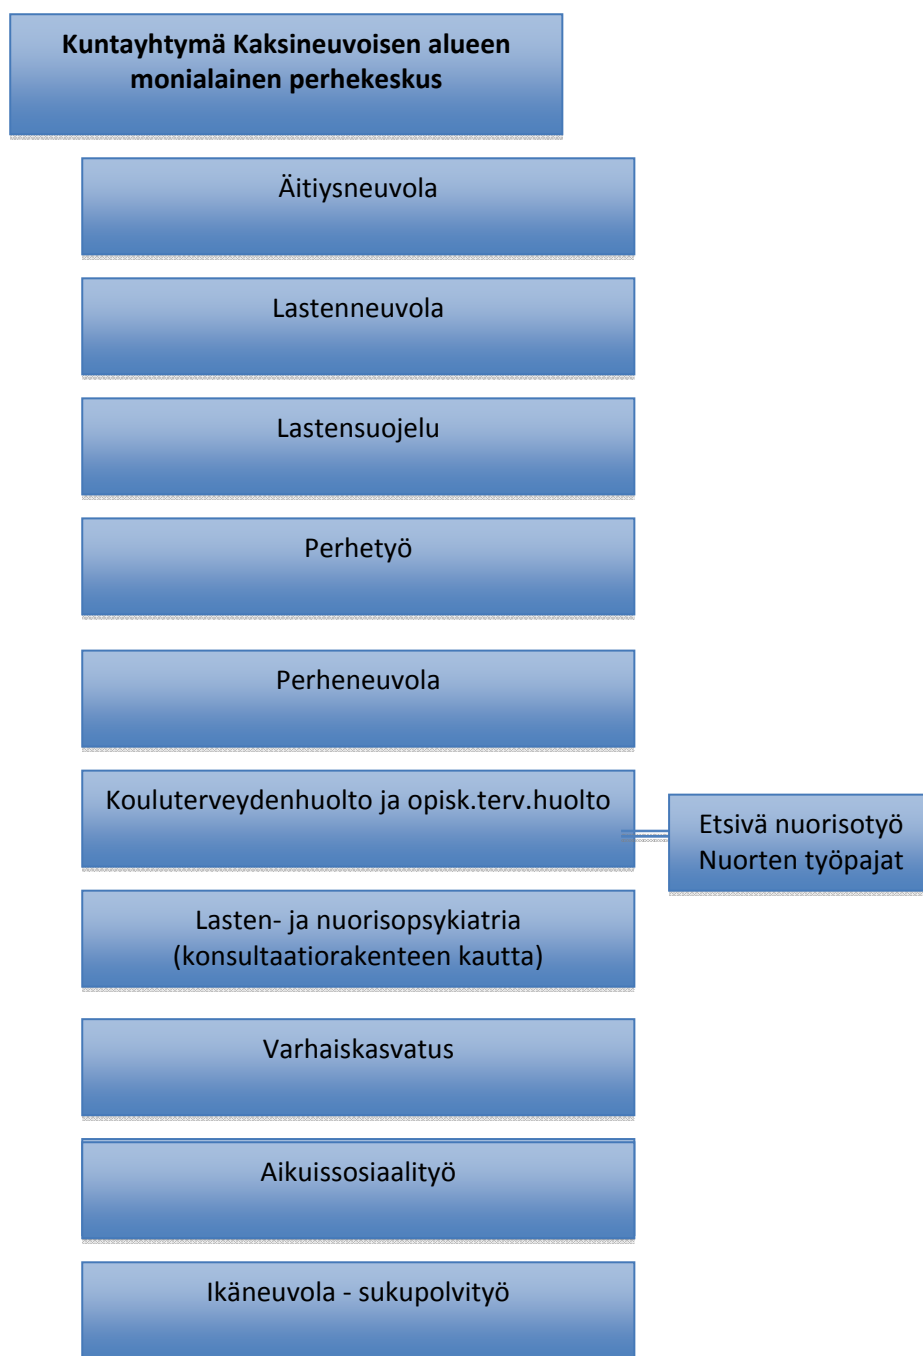 Kuntayhtymä Kaksineuvoisen alueen
monialainen perhekeskus
Äitiysneuvola
Lastenneuvola
Lastensuojelu
Perhetyö
Perheneuvola
Kouluterveydenhuolto ja opisk.terv.huolto
Etsivä nuorisotyö
Nuorten työpajat
Lasten- ja nuorisopsykiatria
(konsultaatiorakenteen kautta)
Varhaiskasvatus
Aikuissosiaalityö
Ikäneuvola - sukupolvityö